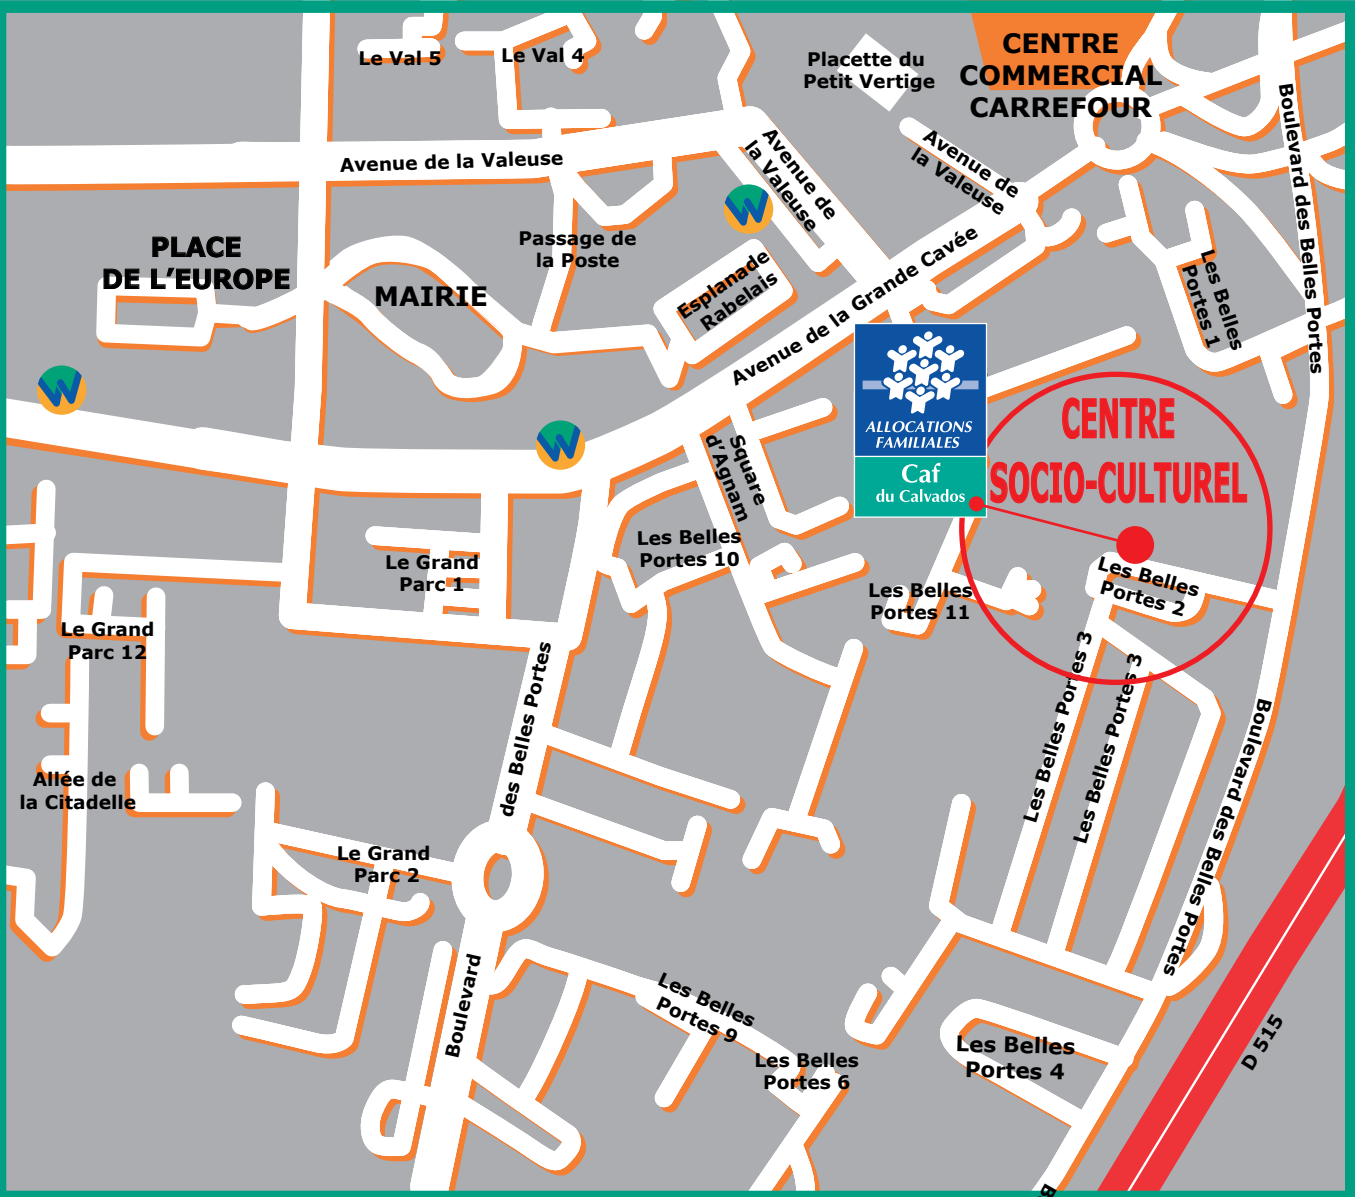 Le Val 5
Le Val 4
Placette du
Petit Vertige
CENTRE
COMMERCIAL
CARREFOUR
Boulevard des Belles Portes
Avenue de la Valeuse
Avenue de
la Valeuse
Avenue de
la Valeuse
W
PLACE
DE L’EUROPE
MAIRIE
Passage de
la Poste
Esplanade
Rabelais
Avenue de la Grande Cavée
Les Belles
Portes 1
W
W
ALLOCATIONS
FAMILIALES
Caf
du Calvados
CENTRE
SOCIO-CULTUREL
Square
d’Agnam
Les Belles
Portes 10
Le Grand
Parc 1
Les Belles
Portes 11
Les Belles
Portes 2
Le Grand
Parc 12
Les Belles Portes 3
Les Belles Portes 3
des Belles Portes
Allée de
la Citadelle
Boulevard des Belles Portes
Le Grand
Parc 2
Boulevard
Les Belles
Portes 9
Les Belles
Portes 6
Les Belles
Portes 4
D 515
B